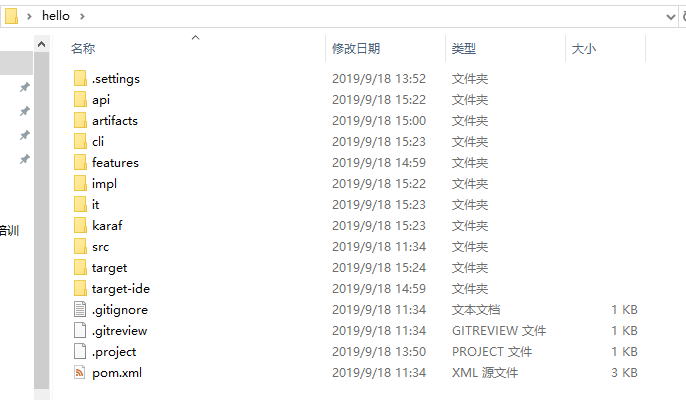 hello
名称 修改日期 类型 大小
.settings 2019/9/18 13:52 文件夹
api 2019/9/18 15:22 文件夹
artifacts 2019/9/18 15:00 文件夹
cli 2019/9/18 15:23 文件夹
features 2019/9/18 14:59 文件夹
impl 2019/9/18 15:22 文件夹
it 2019/9/18 15:23 文件夹
karaf 2019/9/18 15:23 文件夹
培训
src 2019/9/18 11:34 文件夹
target 2019/9/18 15:24 文件夹
target-ide 2019/9/18 14:59 文件夹
.gitignore 2019/9/18 11:34 文本文档 1 KB
.gitreview 2019/9/18 11:34 GITREVIEW 文件 1 KB
.project 2019/9/18 13:50 PROJECT 文件 1 KB
pom.xml 2019/9/18 11:34 XML 源文件 3 KB